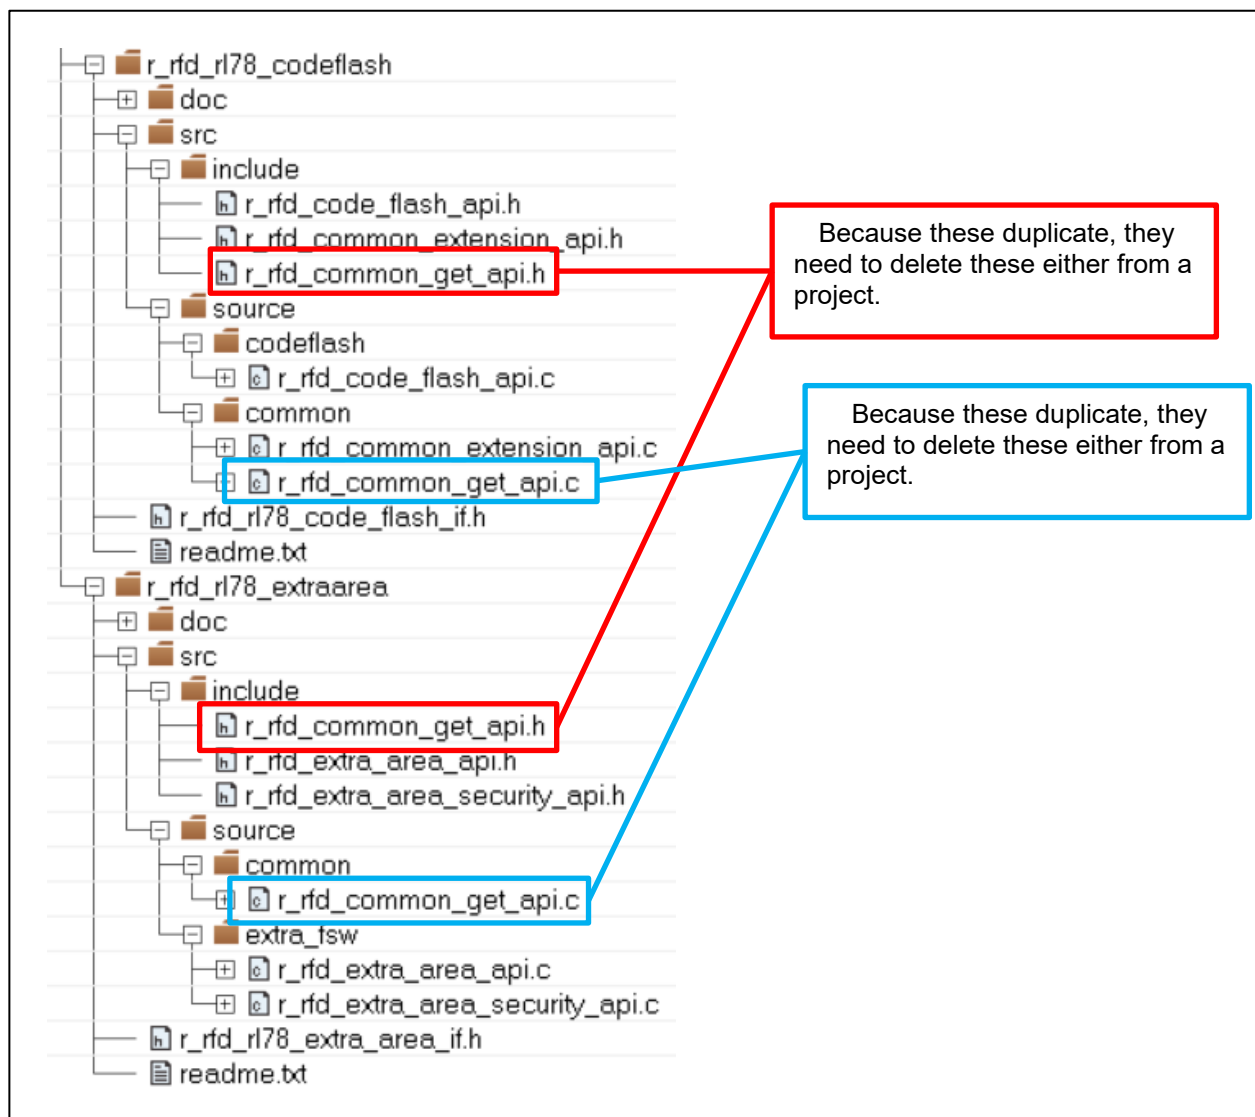 r_rfd_rl78_codeflash
doc
src
include
r_rfd_code_flash_api.h
r_rfd_common_extension_api.h
r_rfd_common_get_api.h
source
codeflash
r_rfd_code_flash_api.c
common
r_rfd_common_extension_api.c
r_rfd_common_get_api.c
r_rfd_rl78_code_flash_if.h
readme.txt
r_rfd_rl78_extraarea
doc
src
include
r_rfd_common_get_api.h
r_rfd_extra_area_api.h
r_rfd_extra_area_security_api.h
source
common
r_rfd_common_get_api.c
extra_fsw
r_rfd_extra_area_api.c
r_rfd_extra_area_security_api.c
r_rfd_rl78_extra_area_if.h
readme.txt
Because these duplicate, they
need to delete these either from a
project.
Because these duplicate, they
need to delete these either from a
project.